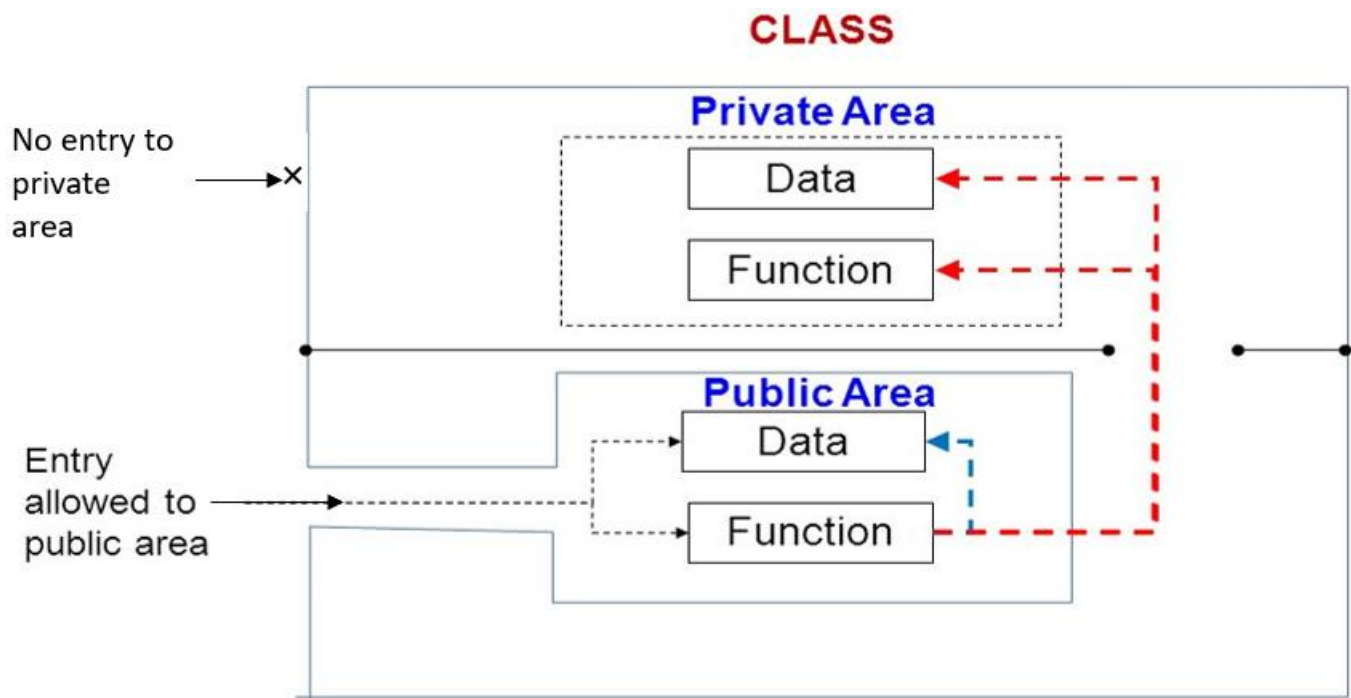 CLASS
Private Area
No entry to
private
area
×
Data
Function
Public Area
Data
Entry
allowed to
public area
Function